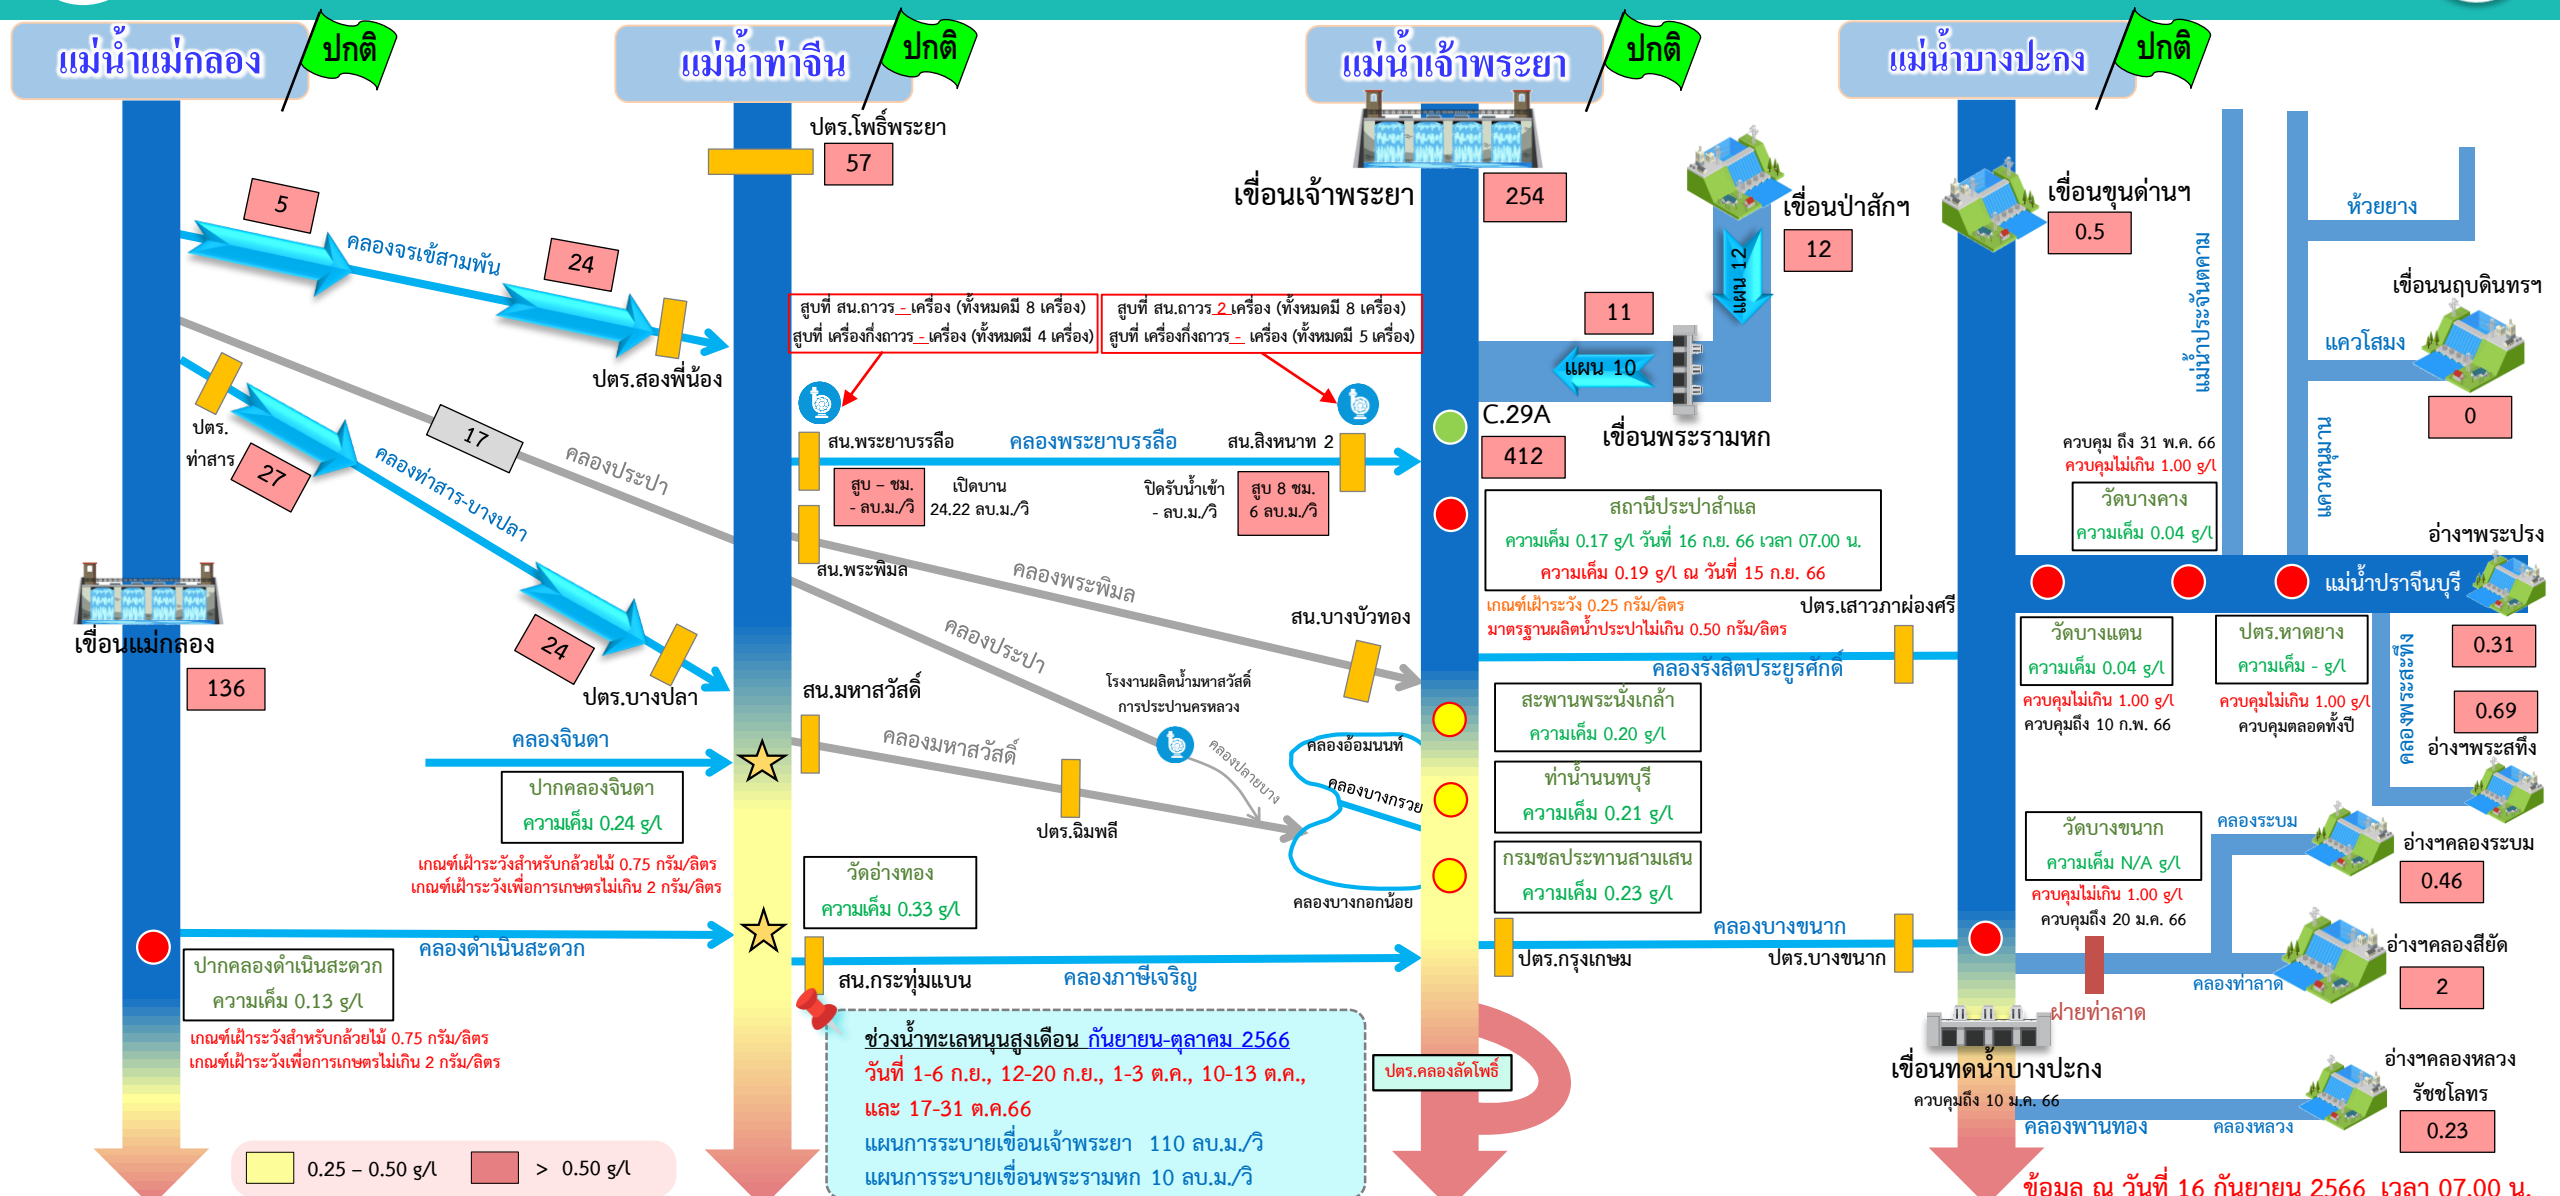 แม่น้ำแม่กลอง
ปกติ
แม่น้ำท่าจีน
ปกติ
แม่น้ำเจ้าพระยา
ปกติ
แม่น้ำบางปะกง
ปกติ
ปตร.โพธิ์พระยา
57
เขื่อนเจ้าพระยา
254
เขื่อนป่าสักฯ
12
แผน 12
11
แผน 10
เขื่อนพระรามหก
เขื่อนขุนด่านฯ
0.5
แม่น้ำประจันตคาม
ห้วยยาง
เขื่อนนฤบดินทรฯ
แควโสมง
0
แควหนุมาน
5
คลองจรเข้สามพัน
24
ปตร.สองพี่น้อง
สูบที่ สน.ถาวร - เครื่อง (ทั้งหมดมี 8 เครื่อง)
สูบที่ เครื่องกึ่งถาวร - เครื่อง (ทั้งหมดมี 4 เครื่อง)
สูบที่ สน.ถาวร 2 เครื่อง (ทั้งหมดมี 8 เครื่อง)
สูบที่ เครื่องกึ่งถาวร - เครื่อง (ทั้งหมดมี 5 เครื่อง)
ปตร.
ท่าสาร
27
คลองท่าสาร-บางปลา
17
คลองประปา
24
ปตร.บางปลา
สน.พระยาบรรลือ
คลองพระยาบรรลือ
สน.สิงหนาท 2
สูบ – ชม.
- ลบ.ม./วิ
เปิดบาน
24.22 ลบ.ม./วิ
ปิดรับน้ำเข้า
- ลบ.ม./วิ
สูบ 8 ชม.
6 ลบ.ม./วิ
C.29A
412
สน.พระพิมล
คลองพระพิมล
สน.บางบัวทอง
คลองประปา
สถานีประปาสำแล
ความเค็ม 0.17 g/l วันที่ 16 ก.ย. 66 เวลา 07.00 น.
ความเค็ม 0.19 g/l ณ วันที่ 15 ก.ย. 66
เกณฑ์เฝ้าระวัง 0.25 กรัม/ลิตร
มาตรฐานผลิตน้ำประปาไม่เกิน 0.50 กรัม/ลิตร
ปตร.เสาวภาผ่องศรี
คลองรังสิตประยูรศักดิ์
ควบคุม ถึง 31 พ.ค. 66
ควบคุมไม่เกิน 1.00 g/l
วัดบางคาง
ความเค็ม 0.04 g/l
อ่างฯพระปรง
แม่น้ำปราจีนบุรี
0.31
วัดบางแตน
ความเค็ม 0.04 g/l
ควบคุมไม่เกิน 1.00 g/l
ควบคุมถึง 10 ก.พ. 66
ปตร.หาดยาง
ความเค็ม - g/l
ควบคุมไม่เกิน 1.00 g/l
ควบคุมตลอดทั้งปี
คลองพระสะทึง
0.69
อ่างฯพระสทึง
เขื่อนแม่กลอง
136
คลองจินดา
ปากคลองจินดา
ความเค็ม 0.24 g/l
เกณฑ์เฝ้าระวังสำหรับกล้วยไม้ 0.75 กรัม/ลิตร
เกณฑ์เฝ้าระวังเพื่อการเกษตรไม่เกิน 2 กรัม/ลิตร
สน.มหาสวัสดิ์
คลองมหาสวัสดิ์
โรงงานผลิตน้ำมหาสวัสดิ์
การประปานครหลวง
คลองปลายบาง
ปตร.ฉิมพลี
คลองอ้อมนนท์
คลองบางกรวย
คลองบางกอกน้อย
สะพานพระนั่งเกล้า
ความเค็ม 0.20 g/l
ท่าน้ำนนทบุรี
ความเค็ม 0.21 g/l
กรมชลประทานสามเสน
ความเค็ม 0.23 g/l
วัดบางขนาก
ความเค็ม N/A g/l
ควบคุมไม่เกิน 1.00 g/l
ควบคุมถึง 20 ม.ค. 66
คลองระบม
อ่างฯคลองระบม
0.46
วัดอ่างทอง
ความเค็ม 0.33 g/l
คลองดำเนินสะดวก
ปากคลองดำเนินสะดวก
ความเค็ม 0.13 g/l
เกณฑ์เฝ้าระวังสำหรับกล้วยไม้ 0.75 กรัม/ลิตร
เกณฑ์เฝ้าระวังเพื่อการเกษตรไม่เกิน 2 กรัม/ลิตร
สน.กระทุ่มแบน
คลองภาษีเจริญ
ปตร.กรุงเกษม
คลองบางขนาก
ปตร.บางขนาก
อ่างฯคลองสียัด
2
คลองท่าลาด
ฝายท่าลาด
ช่วงน้ำทะเลหนุนสูงเดือน กันยายน-ตุลาคม 2566
วันที่ 1-6 ก.ย., 12-20 ก.ย., 1-3 ต.ค., 10-13 ต.ค.,
และ 17-31 ต.ค.66
แผนการระบายเขื่อนเจ้าพระยา 110 ลบ.ม./วิ
แผนการระบายเขื่อนพระรามหก 10 ลบ.ม./วิ
ปตร.คลองลัดโพธิ์
เขื่อนทดน้ำบางปะกง
ควบคุมถึง 10 ม.ค. 66
อ่างฯคลองหลวง
รัชชโลทร
0.23
คลองพานทอง
คลองหลวง
0.25 – 0.50 g/l
> 0.50 g/l
ข้อมูล ณ วันที่ 16 กันยายน 2566 เวลา 07.00 น.